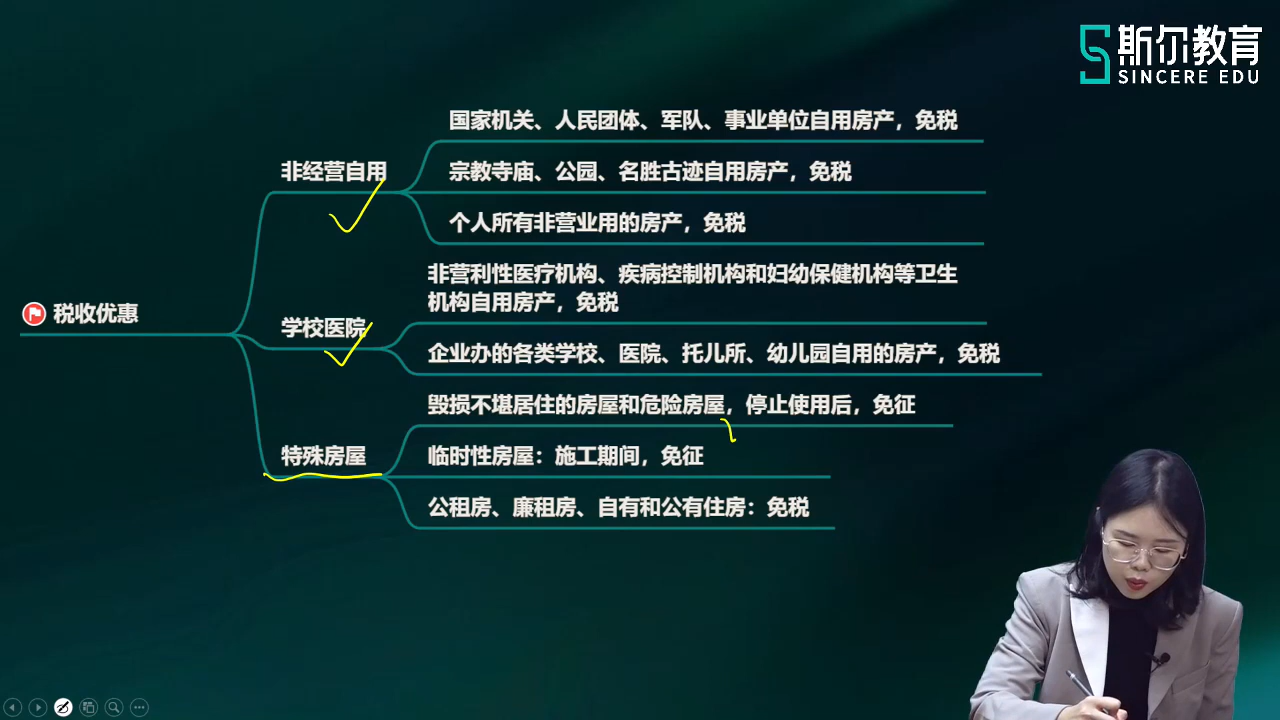 斯尔教育
SINCERE EDU
国家机关、人民团体、军队、事业单位自用房产，免税
非经营自用
宗教寺庙、公园、名胜古迹自用房产，免税
个人所有非营业用的房产，免税
非营利性医疗机构、疾病控制机构和妇幼保健机构等卫生
机构自用房产，免税
税收优惠
学校医院
企业办的各类学校、医院、托儿所、幼儿园自用的房产，免税
毁损不堪居住的房屋和危险房屋，停止使用后，免征
特殊房屋
临时性房屋：施工期间，免征
公租房、廉租房、自有和公有住房：免税